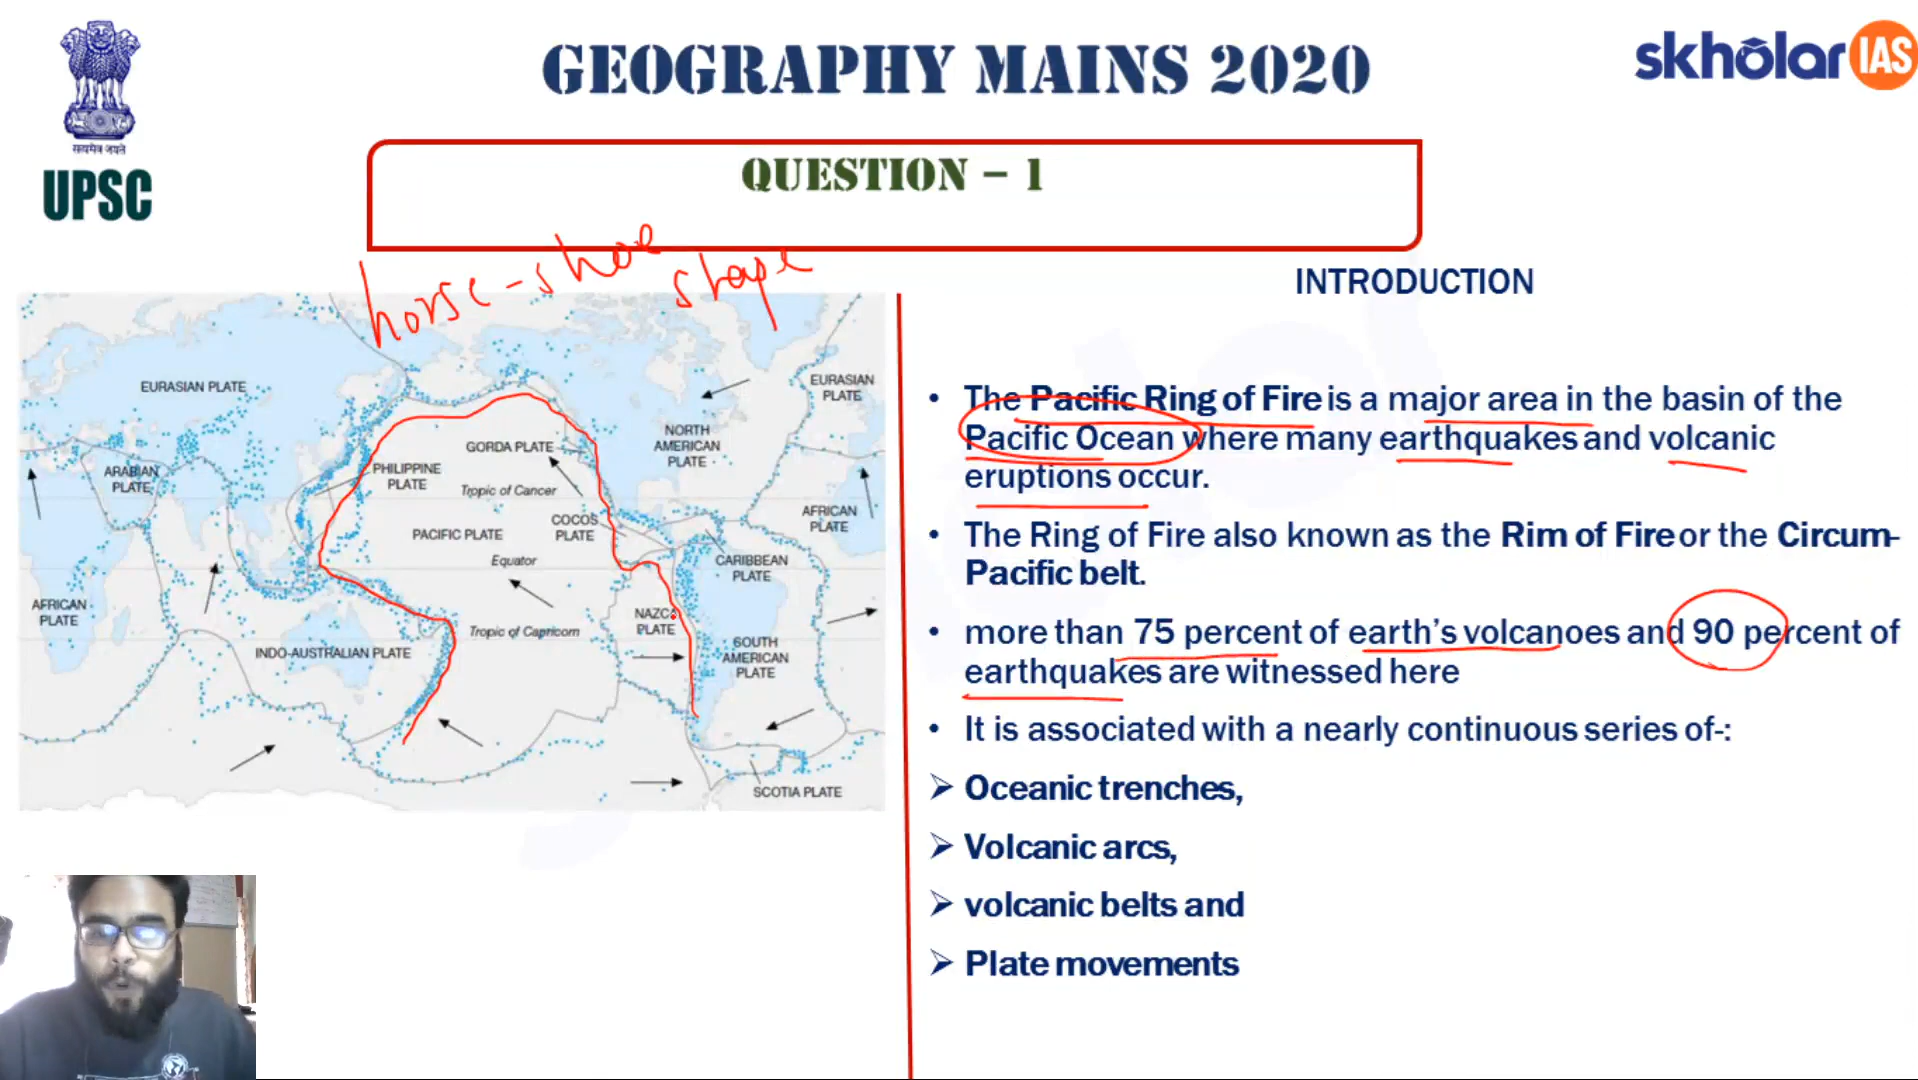 GEOGRAPHY MAINS 2020
skholar IAS
सत्यमेव जयते
UPSC
QUESTION – 1
horse-shoe shape
INTRODUCTION
• The Pacific Ring of Fire is a major area in the basin of the
Pacific Ocean where many earthquakes and volcanic
eruptions occur.
• The Ring of Fire also known as the Rim of Fire or the Circum-
Pacific belt.
• more than 75 percent of earth's volcanoes and 90 percent of
earthquakes are witnessed here
• It is associated with a nearly continuous series of-:
➢ Oceanic trenches,
➢ Volcanic arcs,
➢ volcanic belts and
➢ Plate movements
EURASIAN PLATE
EURASIAN
PLATE
NORTH
AMERICAN
PLATE
GORDA PLATE
ARABIAN
PLATE
PHILIPPINE
PLATE
Tropic of Cancer
COCOS
PLATE
AFRICAN
PLATE
PACIFIC PLATE
Equator
CARIBBEAN
PLATE
AFRICAN
PLATE
NAZCA
PLATE
Tropic of Capricorn
INDO-AUSTRALIAN PLATE
SOUTH
AMERICAN
PLATE
SCOTIA PLATE